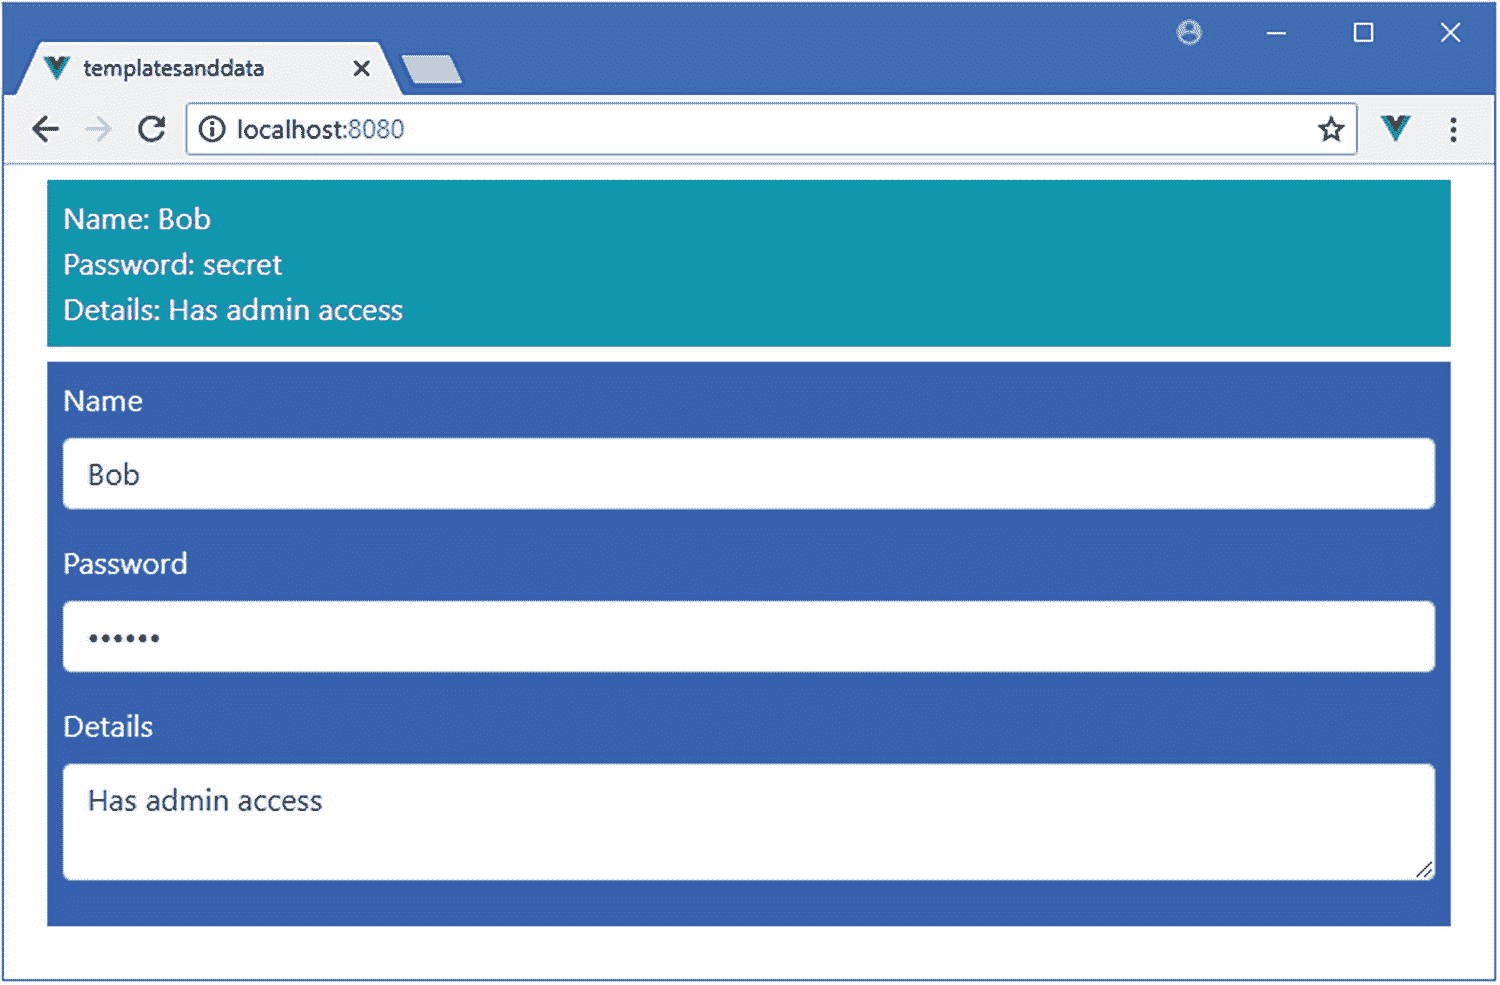 templatesanddata
localhost:8080
Name: Bob
Password: secret
Details: Has admin access
Name
Bob
Password
••••••
Details
Has admin access